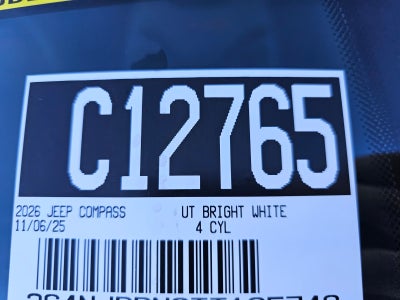 C12765
2026 JEEP COMPASS UT BRIGHT WHITE
11/06/25 4 CYL